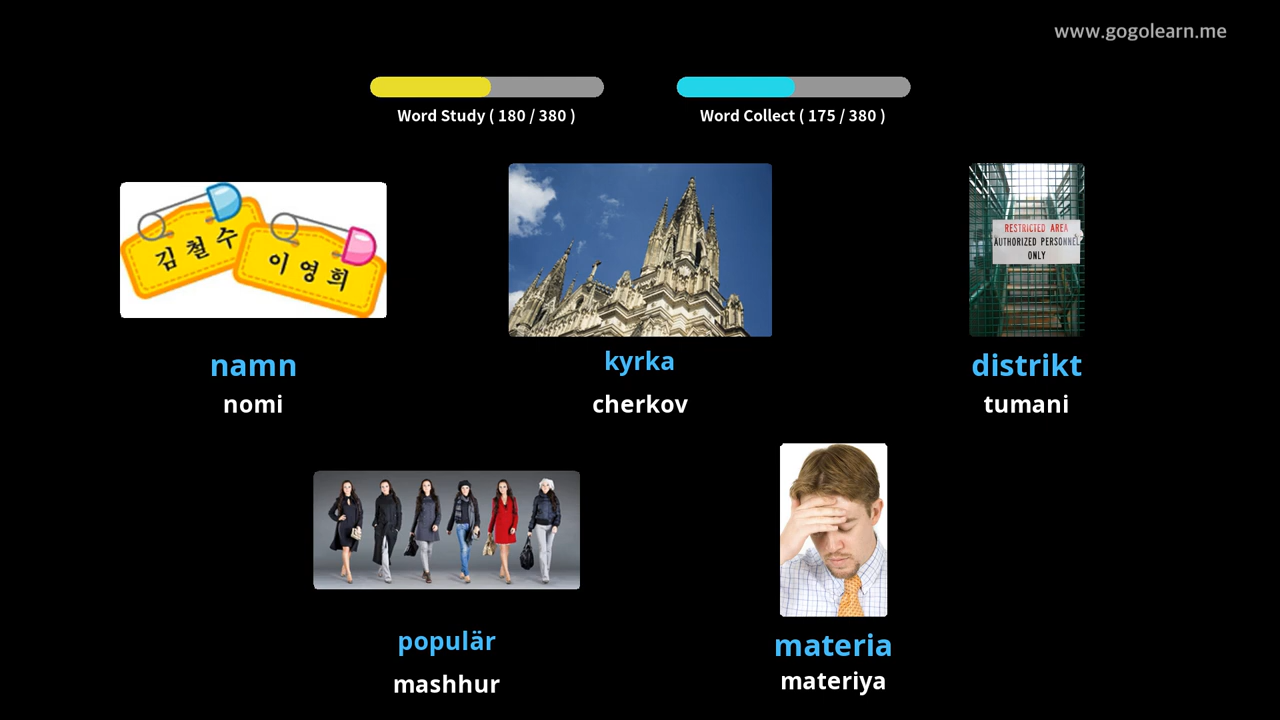 www.gogolearn.me
Word Study ( 180 / 380 )
Word Collect ( 175 / 380 )
김철수
이영희
RESTRICTED AREA
AUTHORIZED PERSONNEL
ONLY
namn
nomi
kyrka
cherkov
distrikt
tumani
populär
mashhur
materia
materiya